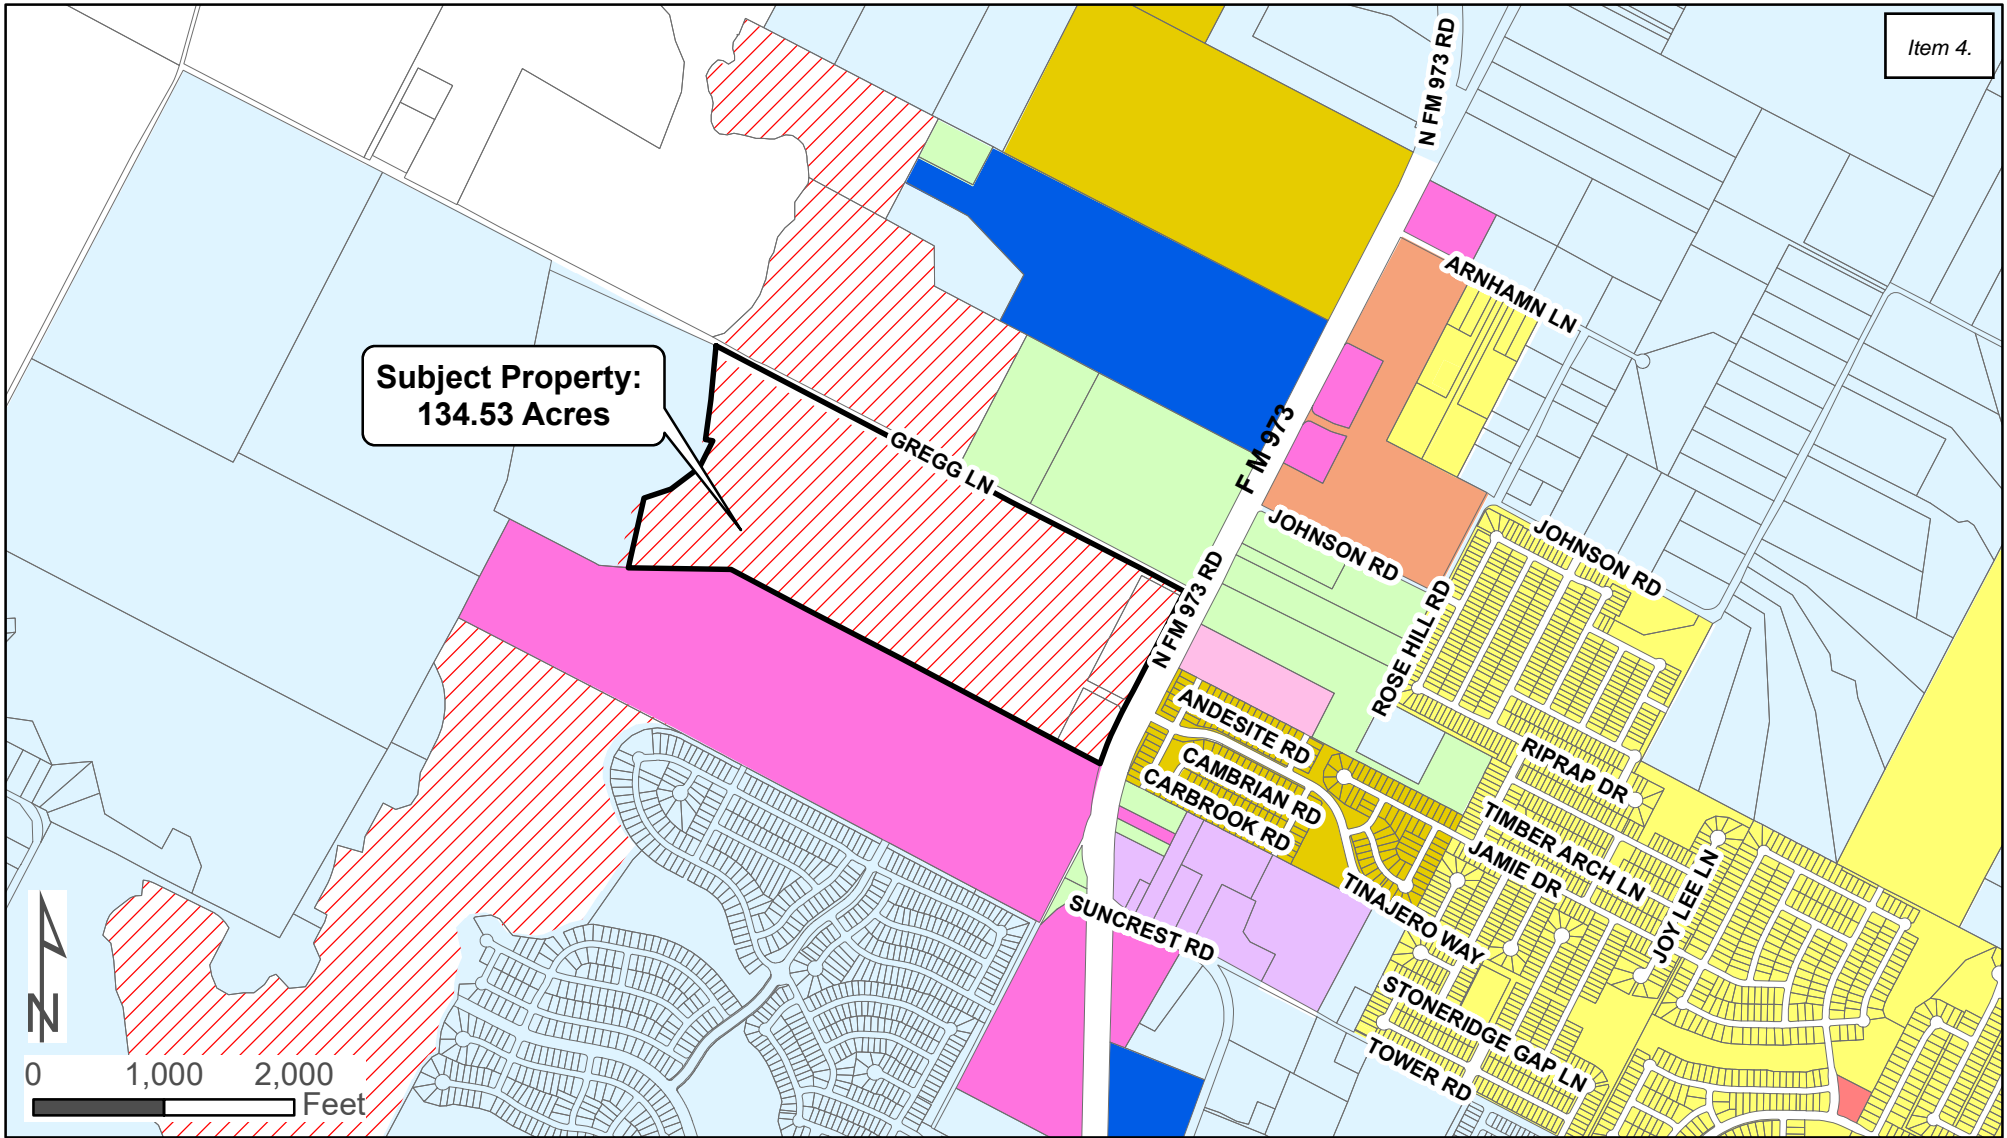 Item 4.
N FM 973 RD
ARNHAMN LN
Subject Property:
134.53 Acres
GREGG LN
F M 973
JOHNSON RD
JOHNSON RD
N FM 973 RD
ROSE HILL RD
ANDESITE RD
CAMBRIAN RD
CARBROOK RD
RIPRAP DR
TIMBER ARCH LN
JAMIE DR
JOY LEE LN
TINAJERO WAY
SUNCREST RD
STONERIDGE GAP LN
TOWER RD
N
0 1,000 2,000
Feet